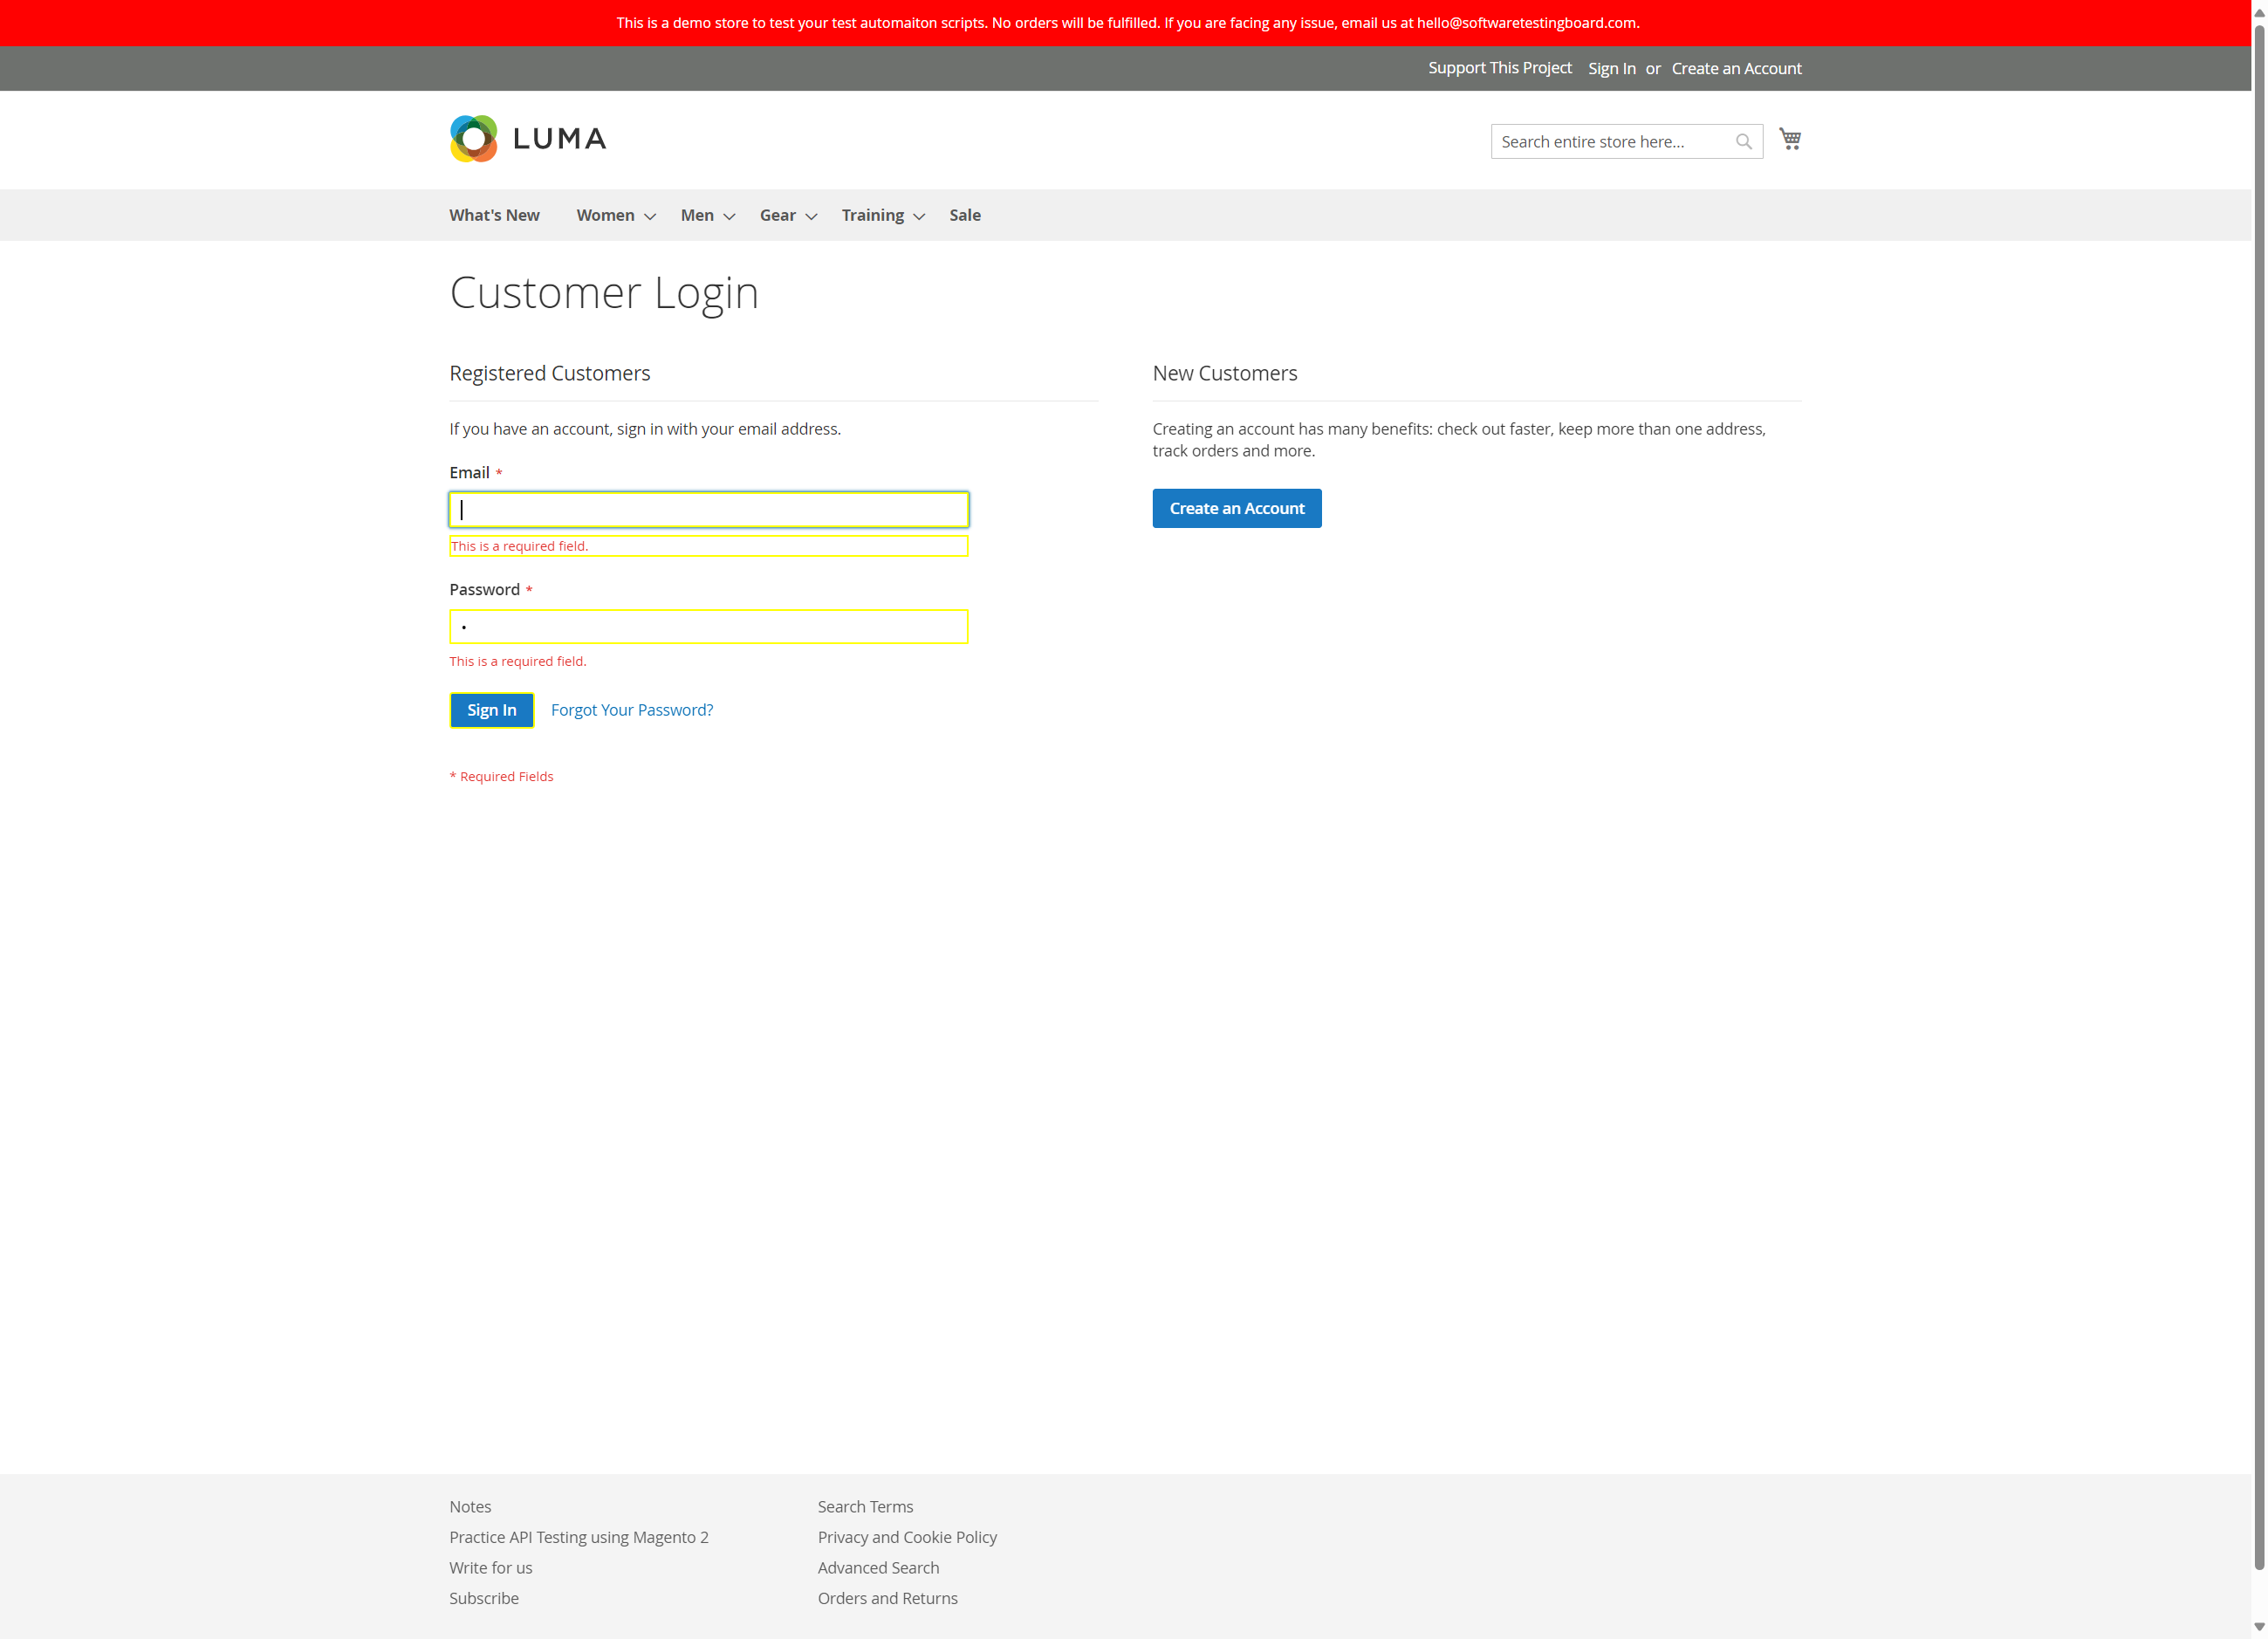 This is a demo store to test your test automaiton scripts. No orders will be fulfilled. If you are facing any issue, email us at hello@softwaretestingboard.com.
Support This Project Sign In or Create an Account
LUMA
Search entire store here...
What's New Women Men Gear Training Sale
Customer Login
Registered Customers
If you have an account, sign in with your email address.
Email *
This is a required field.
Password *
This is a required field.
Sign In Forgot Your Password?
* Required Fields
New Customers
Creating an account has many benefits: check out faster, keep more than one address,
track orders and more.
Create an Account
Notes
Practice API Testing using Magento 2
Write for us
Subscribe
Search Terms
Privacy and Cookie Policy
Advanced Search
Orders and Returns